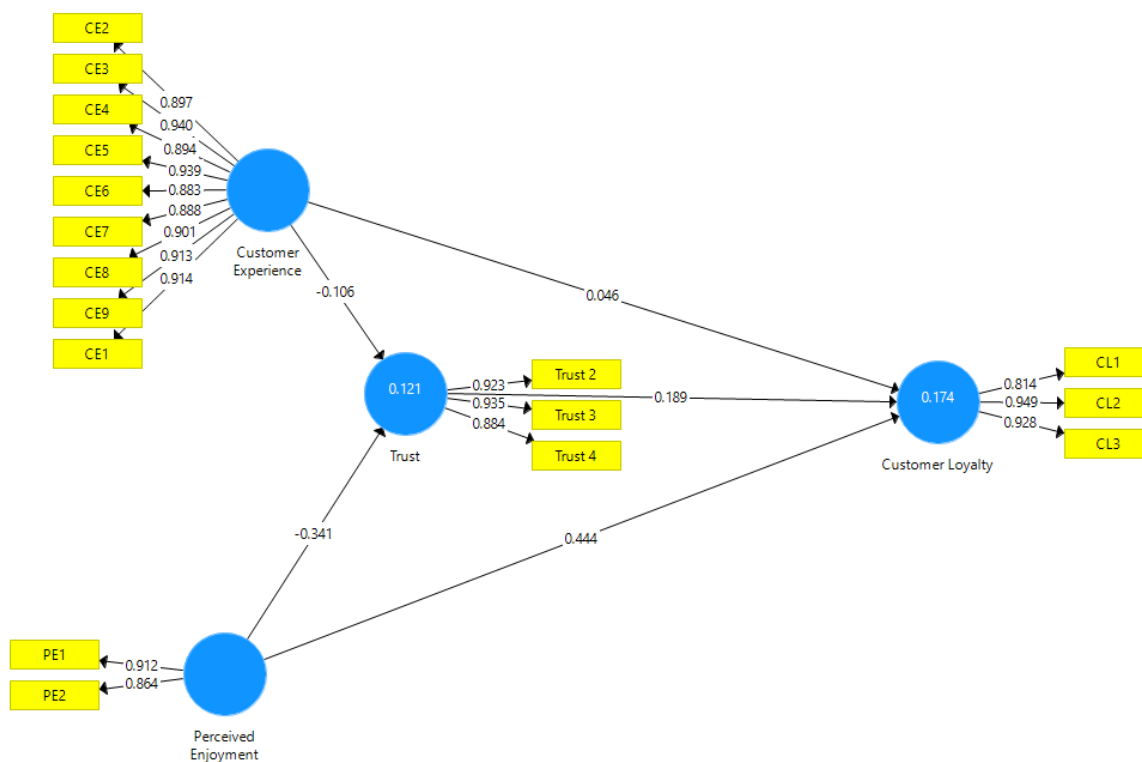 CE2
CE3
CE4
CE5
CE6
CE7
CE8
CE9
CE1
0.897
0.940
0.894
0.939
0.883
0.888
0.901
0.913
0.914
Customer
Experience
-0.106
0.046
0.121
Trust
0.923
0.935
0.884
Trust 2
Trust 3
Trust 4
0.189
0.174
Customer Loyalty
0.814
0.949
0.928
CL1
CL2
CL3
-0.341
0.444
PE1
PE2
0.912
0.864
Perceived
Enjoyment